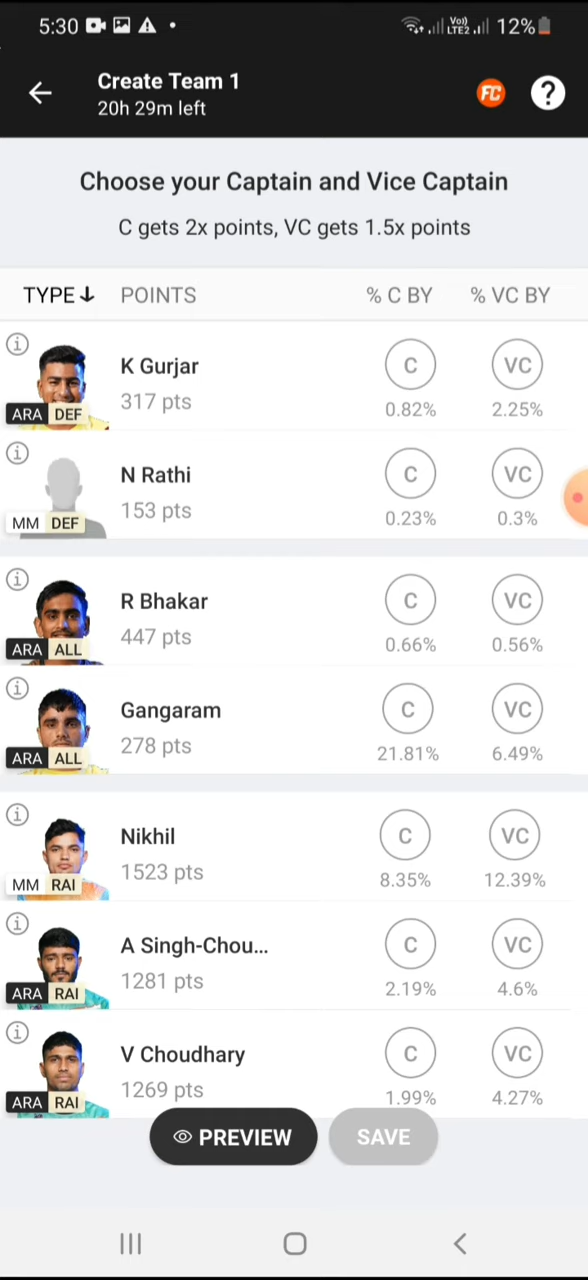 5:30 Vo) LTE2 12%
Create Team 1
20h 29m left
FC ?
Choose your Captain and Vice Captain
C gets 2x points, VC gets 1.5x points
TYPE↓ POINTS % C BY % VC BY
i K Gurjar C VC
ARA DEF 317 pts 0.82% 2.25%
i N Rathi C VC
MM DEF 153 pts 0.23% 0.3%
i R Bhakar C VC
ARA ALL 447 pts 0.66% 0.56%
i Gangaram C VC
ARA ALL 278 pts 21.81% 6.49%
i Nikhil C VC
MM RAI 1523 pts 8.35% 12.39%
i A Singh-Chou... C VC
ARA RAI 1281 pts 2.19% 4.6%
i V Choudhary C VC
ARA RAI 1269 pts 1.99% 4.27%
PREVIEW SAVE